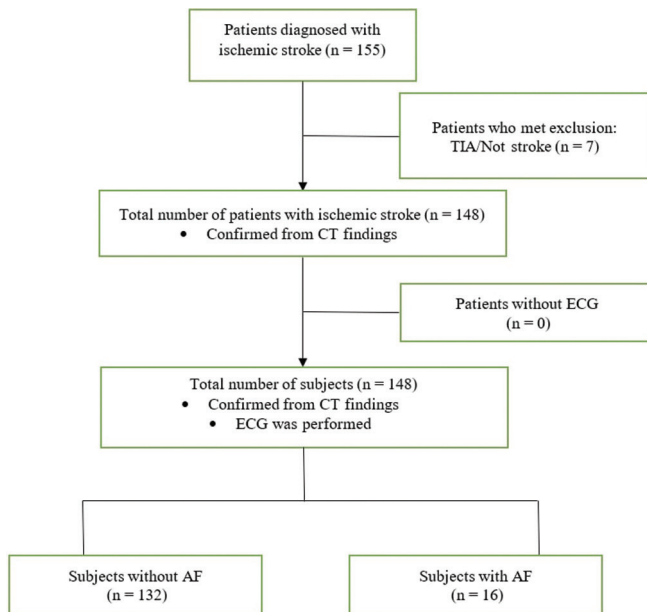 Patients diagnosed with
ischemic stroke (n = 155)
Patients who met exclusion:
TIA/Not stroke (n = 7)
Total number of patients with ischemic stroke (n = 148)
• Confirmed from CT findings
Patients without ECG
(n = 0)
Total number of subjects (n = 148)
• Confirmed from CT findings
• ECG was performed
Subjects without AF
(n = 132)
Subjects with AF
(n = 16)